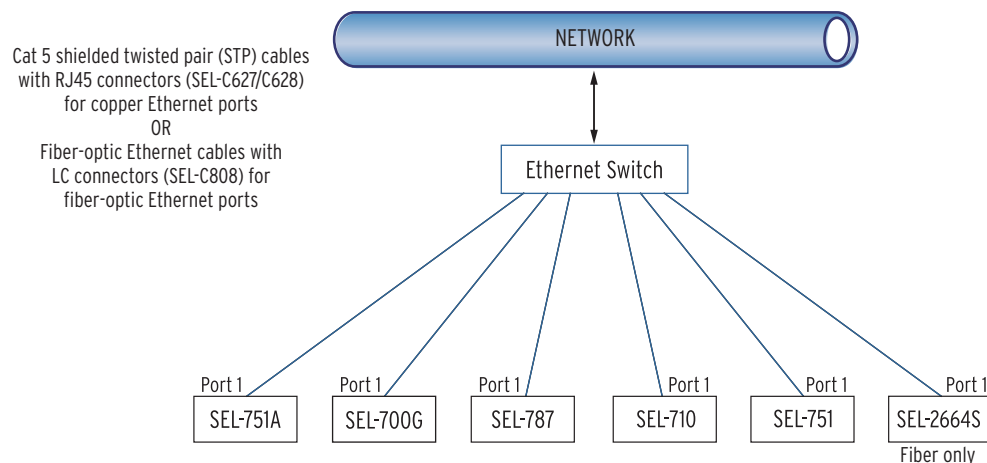 NETWORK
Cat 5 shielded twisted pair (STP) cables
with RJ45 connectors (SEL-C627/C628)
for copper Ethernet ports
OR
Fiber-optic Ethernet cables with
LC connectors (SEL-C808) for
fiber-optic Ethernet ports
Ethernet Switch
Port 1
Port 1
Port 1
Port 1
Port 1
Port 1
SEL-751A
SEL-700G
SEL-787
SEL-710
SEL-751
SEL-2664S
Fiber only